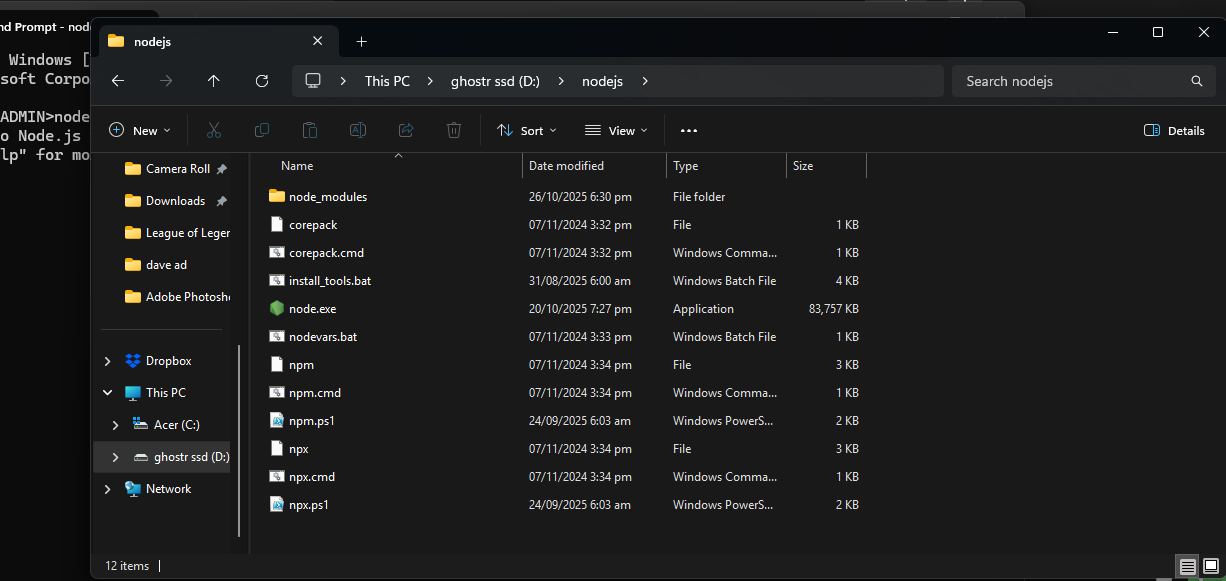 nd Prompt - node
Windows [
soft Corpo
ADMIN>node
o Node.js
lp" for mo
nodejs
This PC
ghostr ssd (D:)
nodejs
Search nodejs
New
Sort
View
Details
Camera Roll
Downloads
League of Leger
dave ad
Adobe Photosh
Dropbox
This PC
Acer (C:)
ghostr ssd (D:)
Network
Name Date modified Type Size
node_modules 26/10/2025 6:30 pm File folder
corepack 07/11/2024 3:32 pm File 1 KB
corepack.cmd 07/11/2024 3:32 pm Windows Comma... 1 KB
install_tools.bat 31/08/2025 6:00 am Windows Batch File 4 KB
node.exe 20/10/2025 7:27 pm Application 83,757 KB
nodevars.bat 07/11/2024 3:33 pm Windows Batch File 1 KB
npm 07/11/2024 3:34 pm File 3 KB
npm.cmd 07/11/2024 3:34 pm Windows Comma... 1 KB
npm.ps1 24/09/2025 6:03 am Windows PowerS... 2 KB
npx 07/11/2024 3:34 pm File 3 KB
npx.cmd 07/11/2024 3:34 pm Windows Comma... 1 KB
npx.ps1 24/09/2025 6:03 am Windows PowerS... 2 KB
12 items